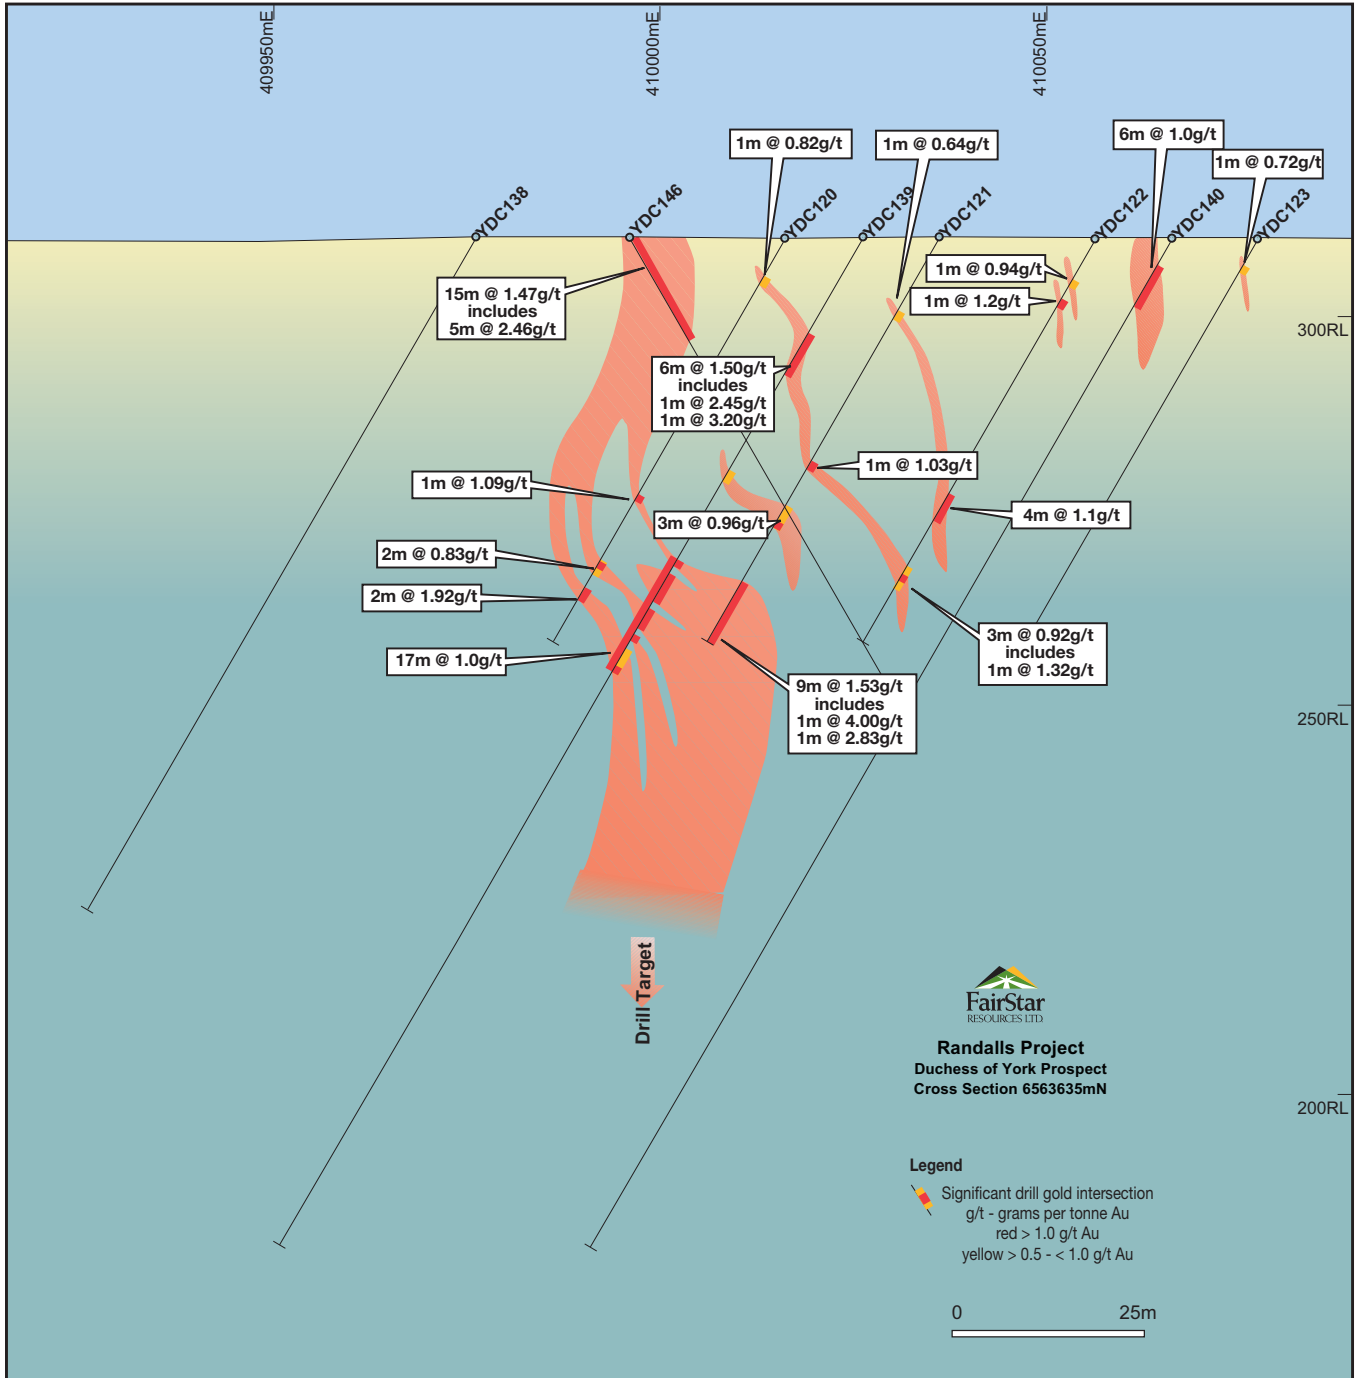 409950mE
410000mE
410050mE
1m @ 0.82g/t
1m @ 0.64g/t
6m @ 1.0g/t
1m @ 0.72g/t
YDC138
YDC146
YDC120
YDC139
YDC121
YDC122
YDC140
YDC123
15m @ 1.47g/t
includes
5m @ 2.46g/t
1m @ 0.94g/t
1m @ 1.2g/t
300RL
6m @ 1.50g/t
includes
1m @ 2.45g/t
1m @ 3.20g/t
1m @ 1.03g/t
1m @ 1.09g/t
3m @ 0.96g/t
4m @ 1.1g/t
2m @ 0.83g/t
2m @ 1.92g/t
17m @ 1.0g/t
3m @ 0.92g/t
includes
1m @ 1.32g/t
9m @ 1.53g/t
includes
1m @ 4.00g/t
1m @ 2.83g/t
250RL
Drill Target
FairStar
RESOURCES LTD.
Randalls Project
Duchess of York Prospect
Cross Section 6563635mN
200RL
Legend
Significant drill gold intersection
g/t - grams per tonne Au
red > 1.0 g/t Au
yellow > 0.5 - < 1.0 g/t Au
0 25m